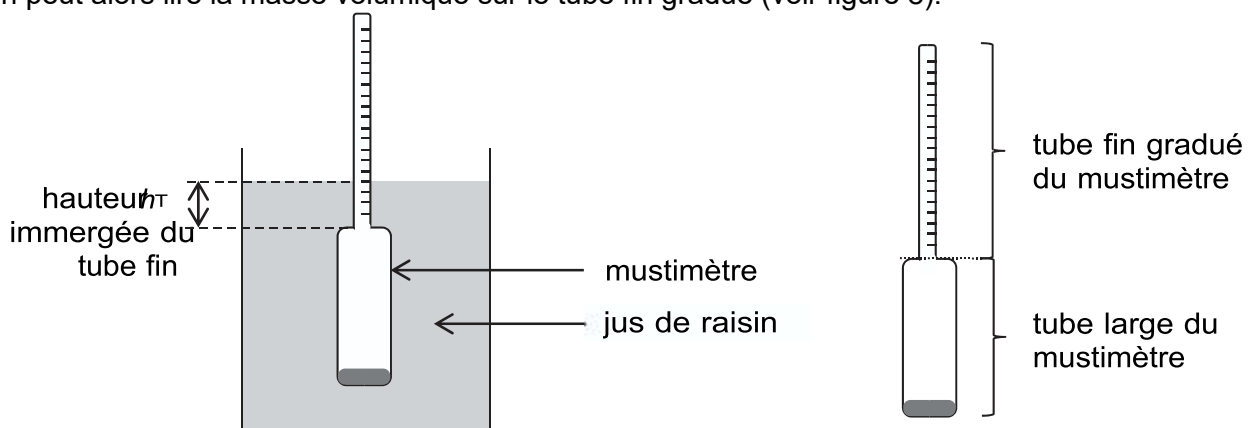 n peut alors lire la masse volumique sur le tube fin gradué (voir figure 3).
hauteur hT
immergée du
tube fin
mustimètre
jus de raisin
tube fin gradué
du mustimètre
tube large du
mustimètre